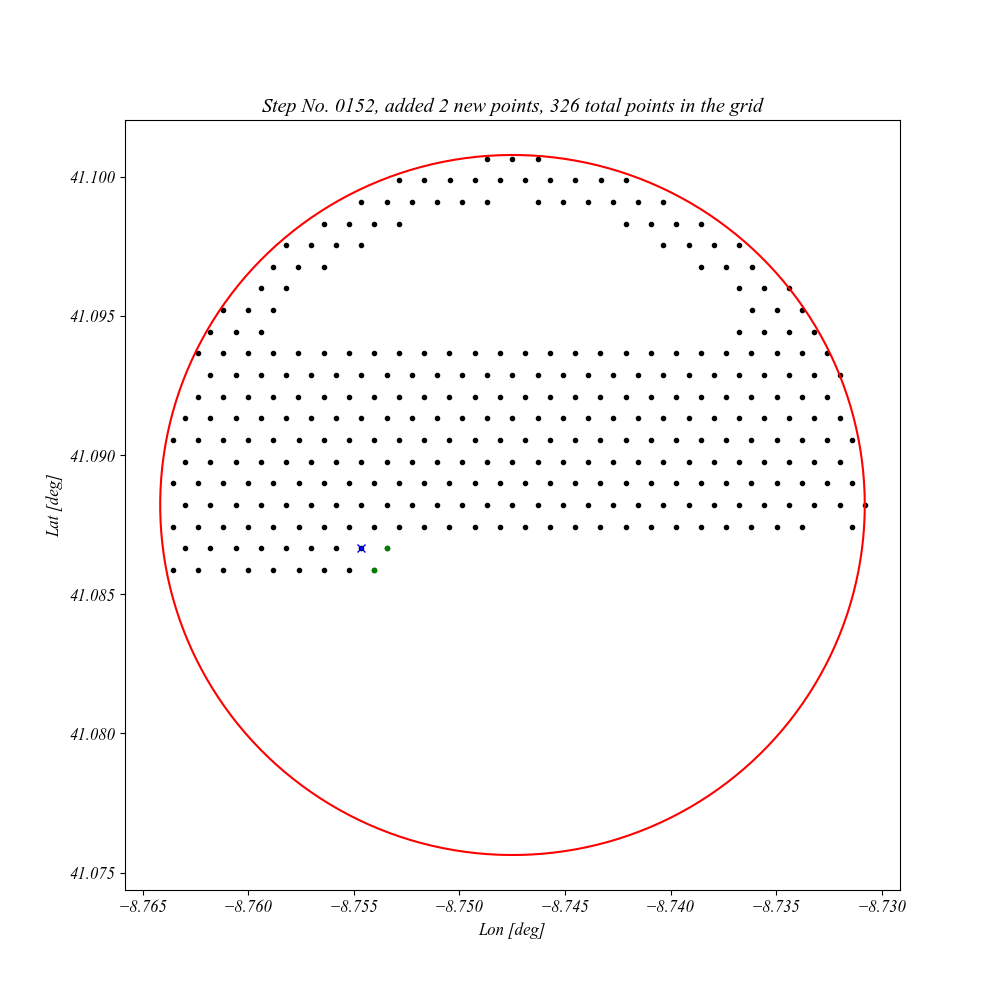 Step No. 0152, added 2 new points, 326 total points in the grid
41.100
41.095
41.090
41.085
41.080
41.075
Lat [deg]
−8.765 −8.760 −8.755 −8.750 −8.745 −8.740 −8.735 −8.730
Lon [deg]